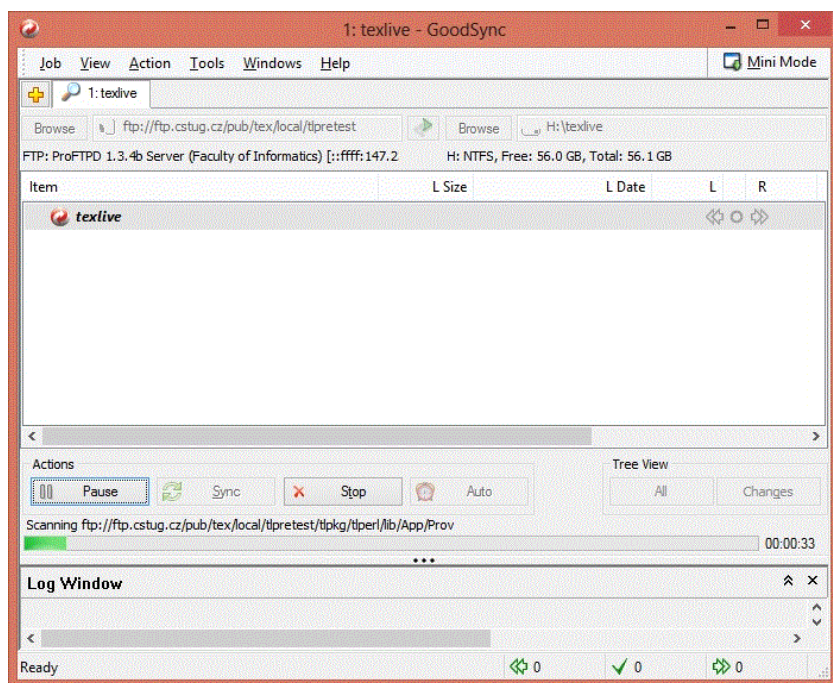 1: texlive - GoodSync
Job View Action Tools Windows Help Mini Mode
1: texlive
Browse ftp://ftp.cstug.cz/pub/tex/local/tlpretest Browse H:\texlive
FTP: ProFTPD 1.3.4b Server (Faculty of Informatics) [::ffff:147.2 H: NTFS, Free: 56.0 GB, Total: 56.1 GB
Item L Size L Date L R
texlive
Actions Tree View
Pause Sync Stop Auto All Changes
Scanning ftp://ftp.cstug.cz/pub/tex/local/tlpretest/tlpkg/tlperl/lib/App/Prov
00:00:33
Log Window
Ready 0 0 0